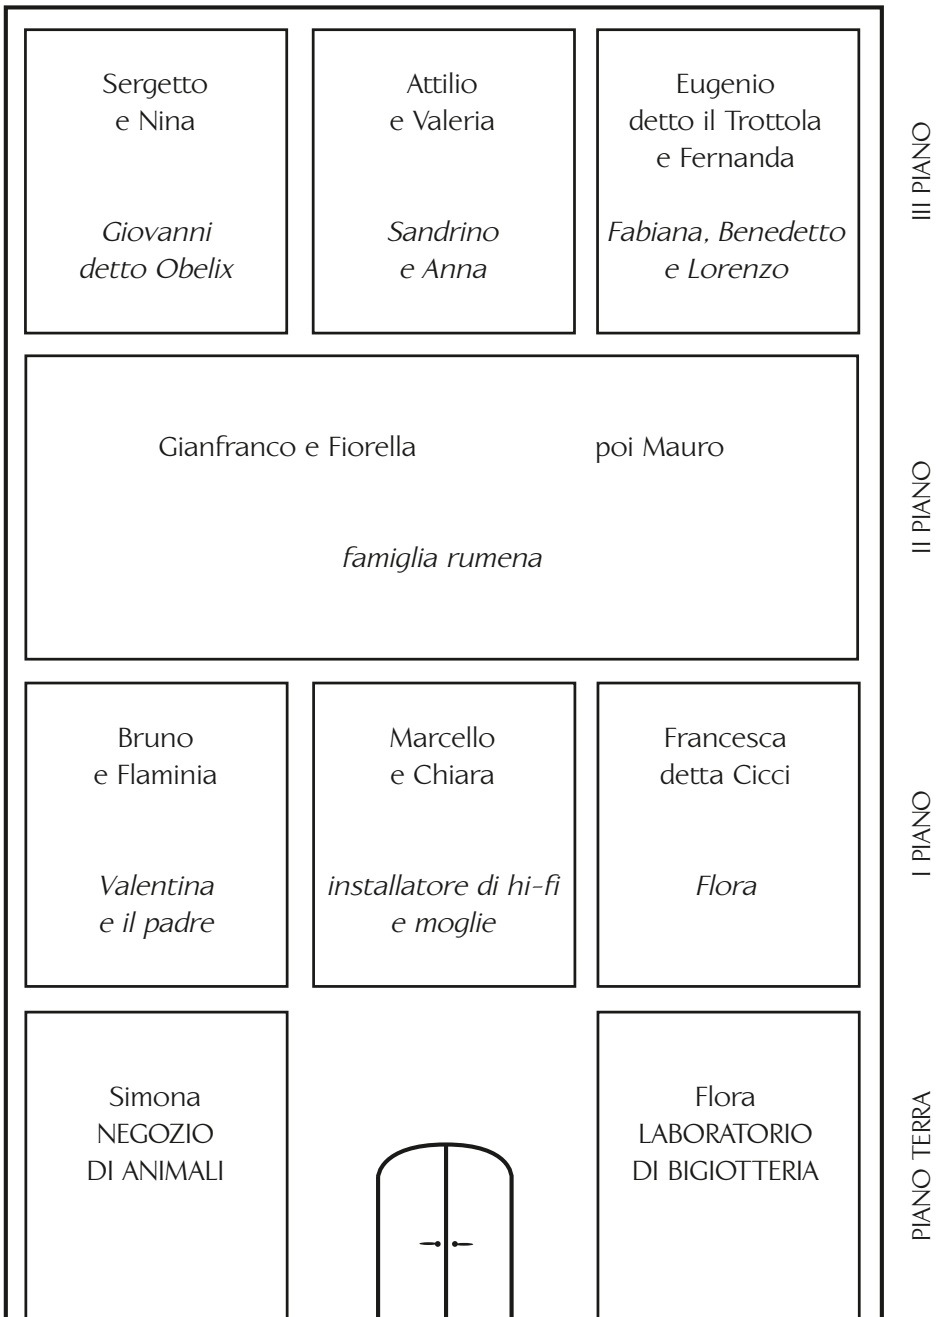 Sergetto
e Nina
Giovanni
detto Obelix
Attilio
e Valeria
Sandrino
e Anna
Eugenio
detto il Trottola
e Fernanda
Fabiana, Benedetto
e Lorenzo
III PIANO
Gianfranco e Fiorella
poi Mauro
famiglia rumena
II PIANO
Bruno
e Flaminia
Valentina
e il padre
Marcello
e Chiara
installatore di hi-fi
e moglie
Francesca
detta Cicci
Flora
I PIANO
Simona
NEGOZIO
DI ANIMALI
Flora
LABORATORIO
DI BIGIOTTERIA
PIANO TERRA